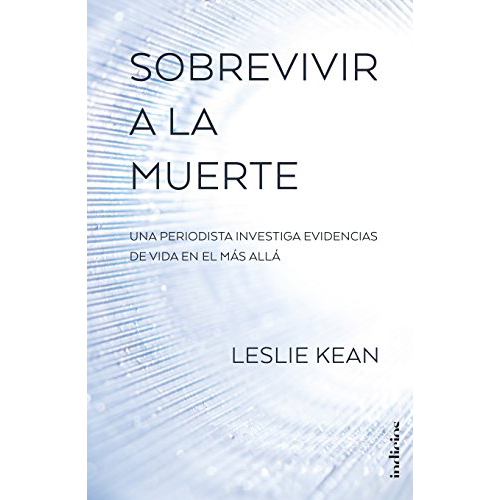 SOBREVIVIR
A LA
MUERTE
UNA PERIODISTA INVESTIGA EVIDENCIAS
DE VIDA EN EL MÁS ALLÁ
LESLIE KEAN
indicios